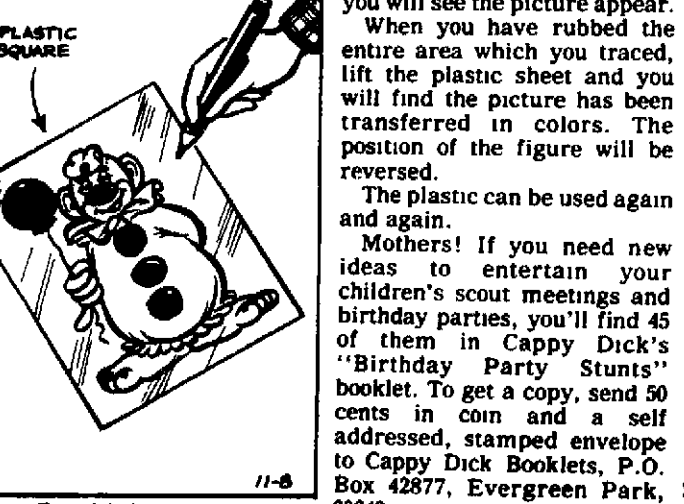 PLASTIC
SQUARE
11-8
you will see the picture appear.
When you have rubbed the
entire area which you traced,
lift the plastic sheet and you
will find the picture has been
transferred in colors. The
position of the figure will be
reversed.
The plastic can be used again
and again.
Mothers! If you need new
ideas to entertain your
children's scout meetings and
birthday parties, you'll find 45
of them in Cappy Dick's
"Birthday Party Stunts"
booklet. To get a copy, send 50
cents in coin and a self
addressed, stamped envelope
to Cappy Dick Booklets, P.O.
Box 42877, Evergreen Park,